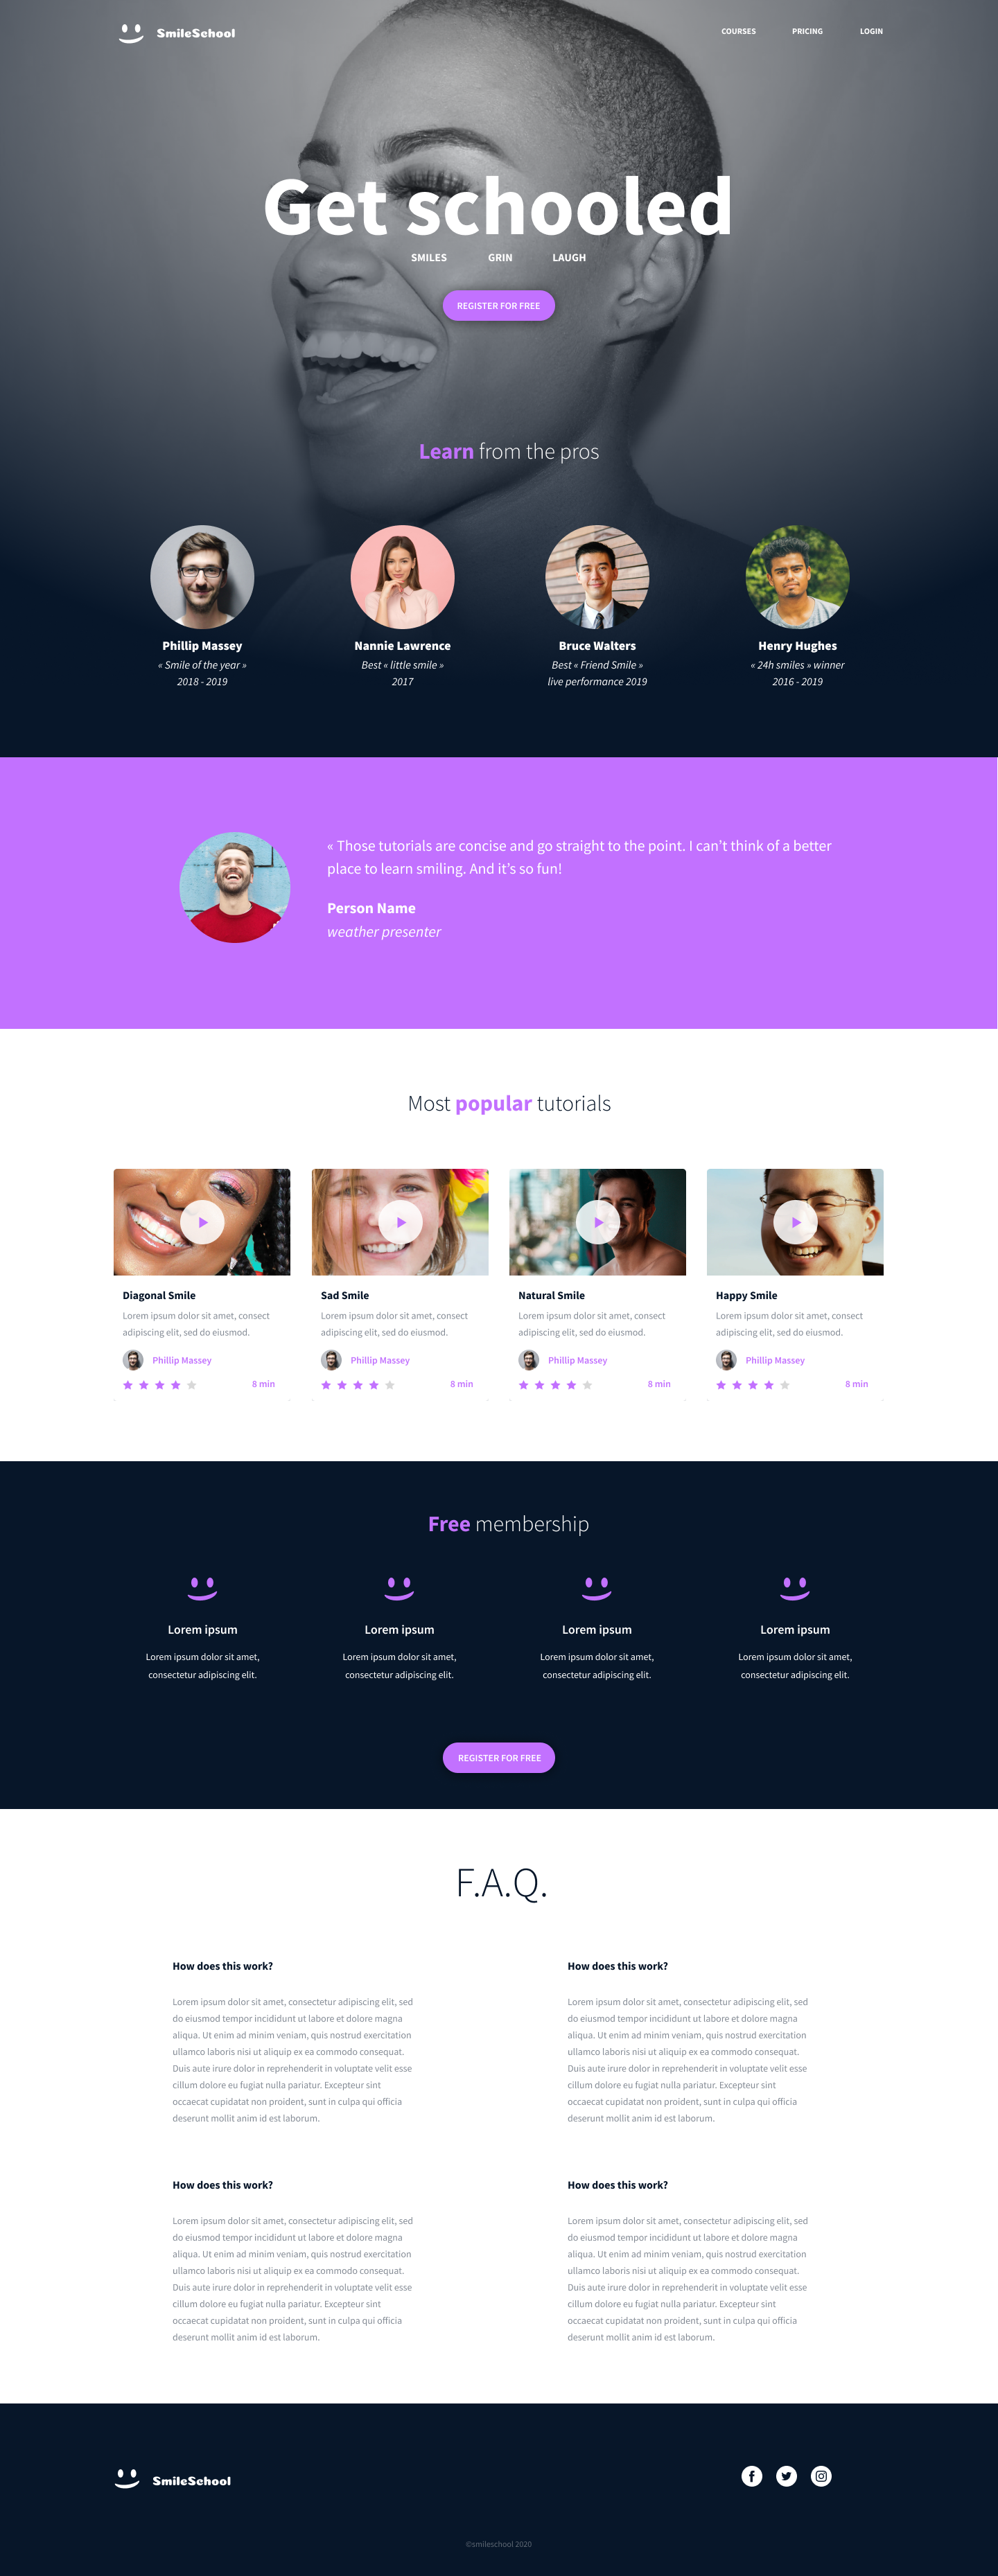 SmileSchool
COURSES PRICING LOGIN
Get schooled
SMILES GRIN LAUGH
REGISTER FOR FREE
Learn from the pros
Phillip Massey
« Smile of the year »
2018 - 2019
Nannie Lawrence
Best « little smile »
2017
Bruce Walters
Best « Friend Smile »
live performance 2019
Henry Hughes
« 24h smiles » winner
2016 - 2019
« Those tutorials are concise and go straight to the point. I can’t think of a better
place to learn smiling. And it’s so fun!
Person Name
weather presenter
Most popular tutorials
Diagonal Smile
Lorem ipsum dolor sit amet, consect
adipiscing elit, sed do eiusmod.
Phillip Massey
8 min
Sad Smile
Lorem ipsum dolor sit amet, consect
adipiscing elit, sed do eiusmod.
Phillip Massey
8 min
Natural Smile
Lorem ipsum dolor sit amet, consect
adipiscing elit, sed do eiusmod.
Phillip Massey
8 min
Happy Smile
Lorem ipsum dolor sit amet, consect
adipiscing elit, sed do eiusmod.
Phillip Massey
8 min
Free membership
Lorem ipsum
Lorem ipsum dolor sit amet,
consectetur adipiscing elit.
Lorem ipsum
Lorem ipsum dolor sit amet,
consectetur adipiscing elit.
Lorem ipsum
Lorem ipsum dolor sit amet,
consectetur adipiscing elit.
Lorem ipsum
Lorem ipsum dolor sit amet,
consectetur adipiscing elit.
REGISTER FOR FREE
F.A.Q.
How does this work?
Lorem ipsum dolor sit amet, consectetur adipiscing elit, sed
do eiusmod tempor incididunt ut labore et dolore magna
aliqua. Ut enim ad minim veniam, quis nostrud exercitation
ullamco laboris nisi ut aliquip ex ea commodo consequat.
Duis aute irure dolor in reprehenderit in voluptate velit esse
cillum dolore eu fugiat nulla pariatur. Excepteur sint
occaecat cupidatat non proident, sunt in culpa qui officia
deserunt mollit anim id est laborum.
How does this work?
Lorem ipsum dolor sit amet, consectetur adipiscing elit, sed
do eiusmod tempor incididunt ut labore et dolore magna
aliqua. Ut enim ad minim veniam, quis nostrud exercitation
ullamco laboris nisi ut aliquip ex ea commodo consequat.
Duis aute irure dolor in reprehenderit in voluptate velit esse
cillum dolore eu fugiat nulla pariatur. Excepteur sint
occaecat cupidatat non proident, sunt in culpa qui officia
deserunt mollit anim id est laborum.
How does this work?
Lorem ipsum dolor sit amet, consectetur adipiscing elit, sed
do eiusmod tempor incididunt ut labore et dolore magna
aliqua. Ut enim ad minim veniam, quis nostrud exercitation
ullamco laboris nisi ut aliquip ex ea commodo consequat.
Duis aute irure dolor in reprehenderit in voluptate velit esse
cillum dolore eu fugiat nulla pariatur. Excepteur sint
occaecat cupidatat non proident, sunt in culpa qui officia
deserunt mollit anim id est laborum.
How does this work?
Lorem ipsum dolor sit amet, consectetur adipiscing elit, sed
do eiusmod tempor incididunt ut labore et dolore magna
aliqua. Ut enim ad minim veniam, quis nostrud exercitation
ullamco laboris nisi ut aliquip ex ea commodo consequat.
Duis aute irure dolor in reprehenderit in voluptate velit esse
cillum dolore eu fugiat nulla pariatur. Excepteur sint
occaecat cupidatat non proident, sunt in culpa qui officia
deserunt mollit anim id est laborum.
SmileSchool
©smileschool 2020